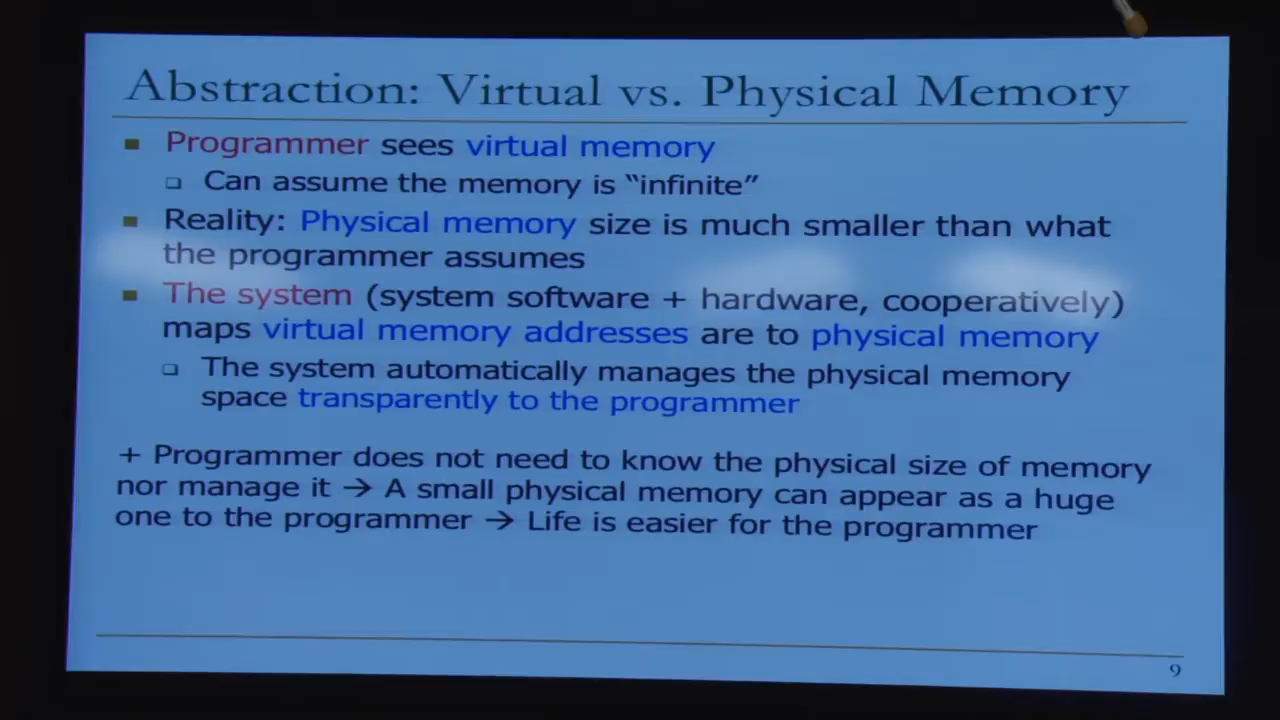 Abstraction: Virtual vs. Physical Memory
Programmer sees virtual memory
Can assume the memory is “infinite”
Reality: Physical memory size is much smaller than what
the programmer assumes
The system (system software + hardware, cooperatively)
maps virtual memory addresses are to physical memory
The system automatically manages the physical memory
space transparently to the programmer
+ Programmer does not need to know the physical size of memory
nor manage it → A small physical memory can appear as a huge
one to the programmer → Life is easier for the programmer
9